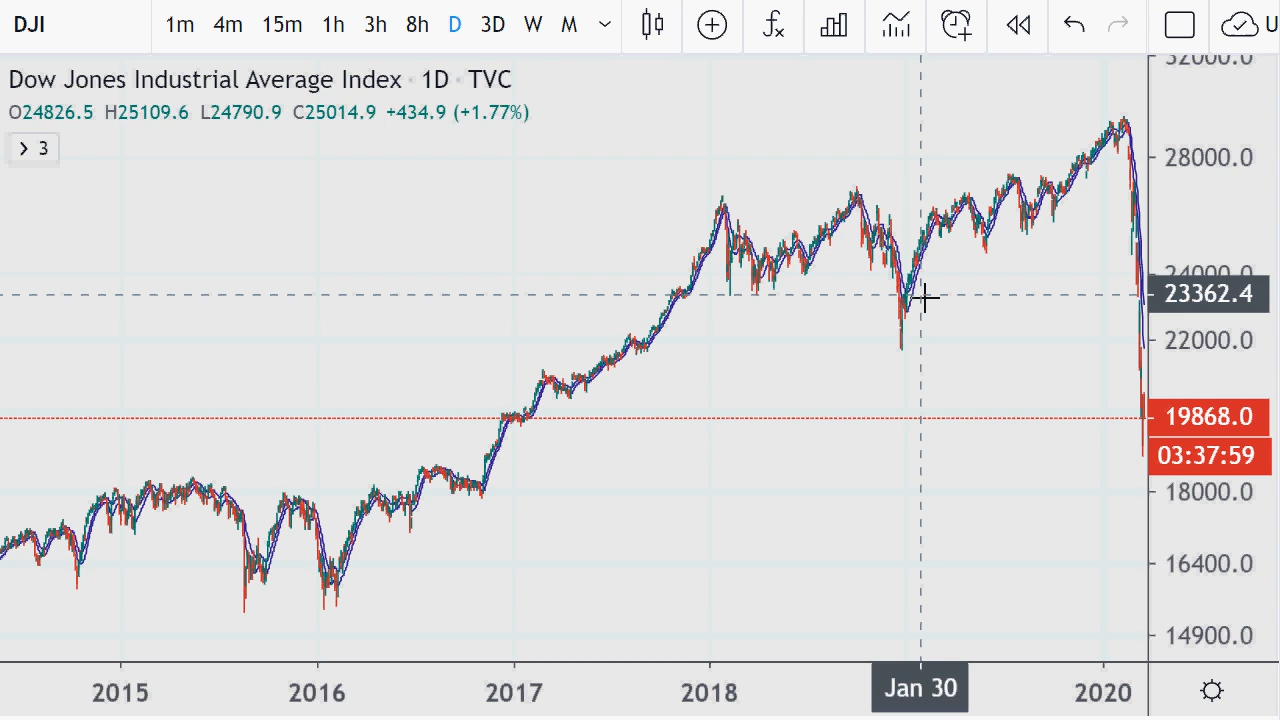 DJI 1m 4m 15m 1h 3h 8h D 3D W M U
Dow Jones Industrial Average Index · 1D · TVC
O24826.5 H25109.6 L24790.9 C25014.9 +434.9 (+1.77%)
3
32000.0
28000.0
24000.0
23362.4
22000.0
19868.0
03:37:59
18000.0
16400.0
14900.0
2015 2016 2017 2018 Jan 30 2020